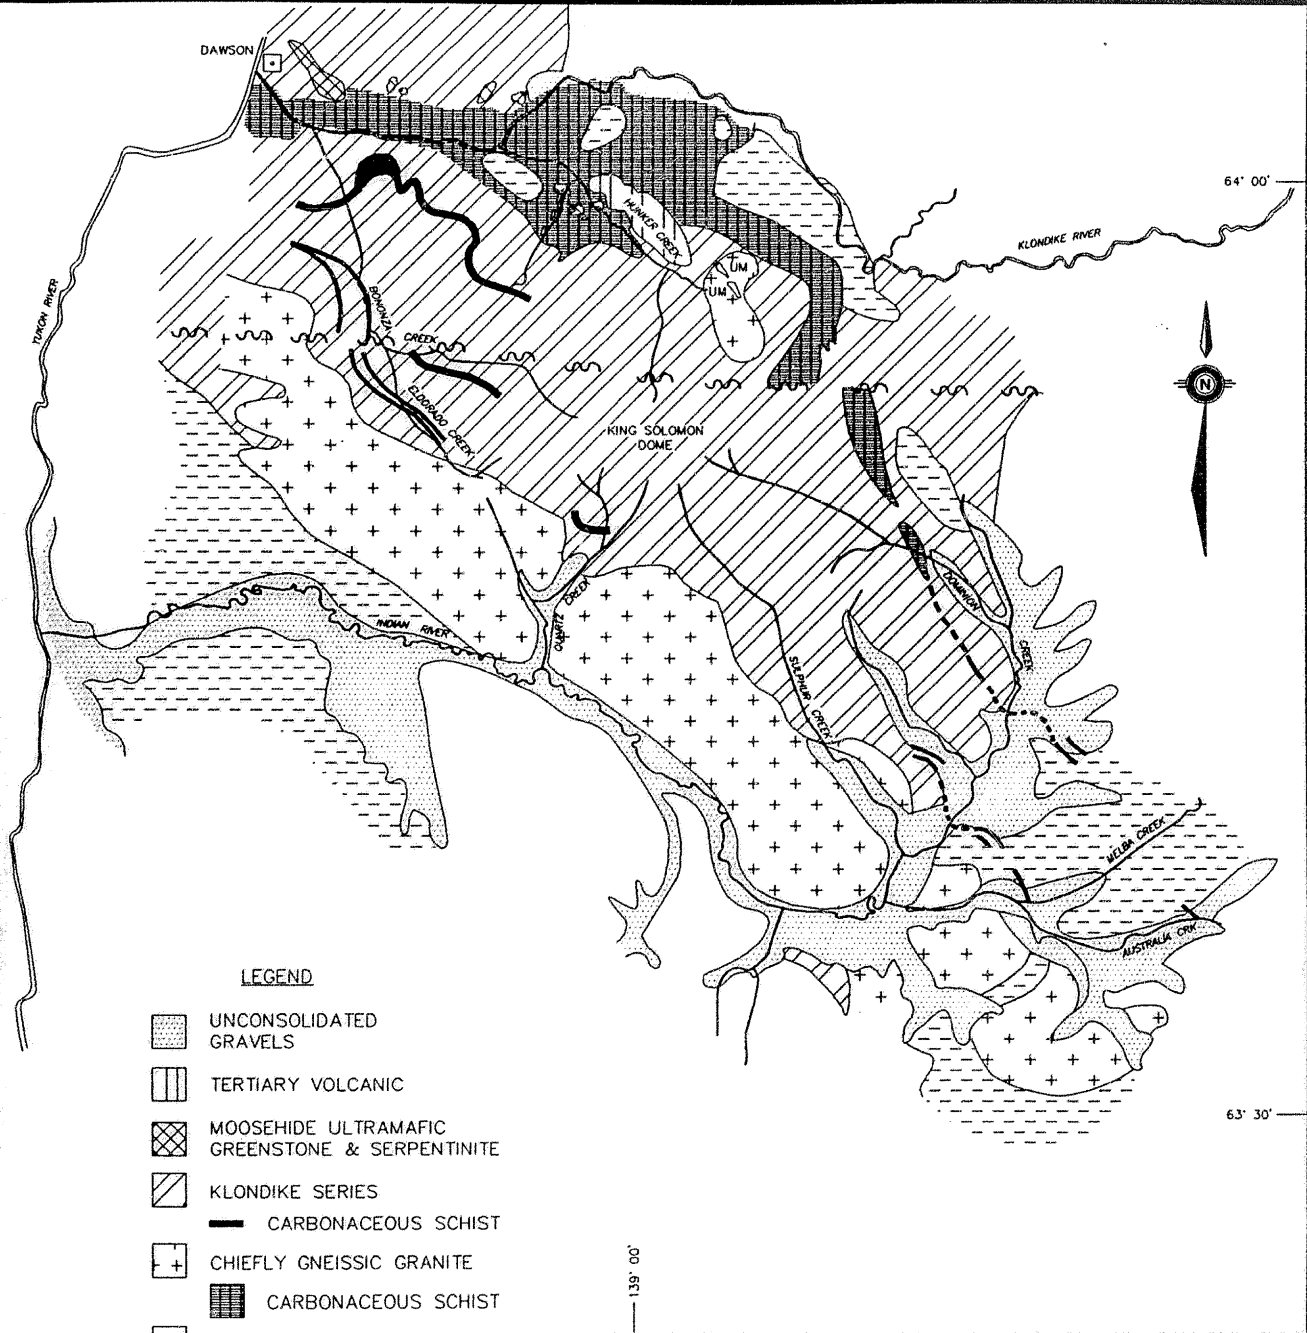 DAWSON
64° 00'
HUNKER CREEK
KLONDIKE RIVER
UM
UM
YUKON RIVER
BONONZA
CREEK
N
ELDORADO CREEK
KING SOLOMON
DOME
DOMINION
CREEK
QUARTZ CREEK
INDIAN RIVER
SULPHUR CREEK
MELBA CREEK
AUSTRALIA CRK
LEGEND
UNCONSOLIDATED
GRAVELS
TERTIARY VOLCANIC
MOOSEHIDE ULTRAMAFIC
GREENSTONE & SERPENTINITE
63° 30'
KLONDIKE SERIES
CARBONACEOUS SCHIST
CHIEFLY GNEISSIC GRANITE
CARBONACEOUS SCHIST
139° 00'